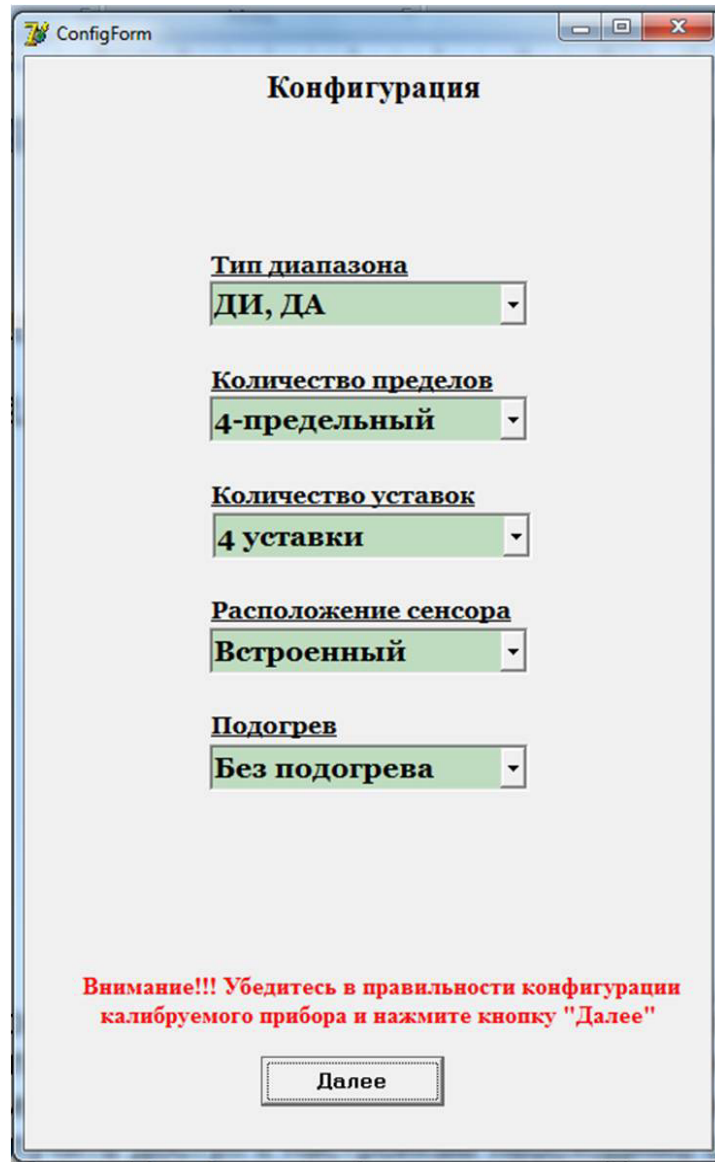 ConfigForm
Конфигурация
Тип диапазона
ДИ, ДА
Количество пределов
4-предельный
Количество уставок
4 уставки
Расположение сенсора
Встроенный
Подогрев
Без подогрева
Внимание!!! Убедитесь в правильности конфигурации
калибруемого прибора и нажмите кнопку "Далее"
Далее